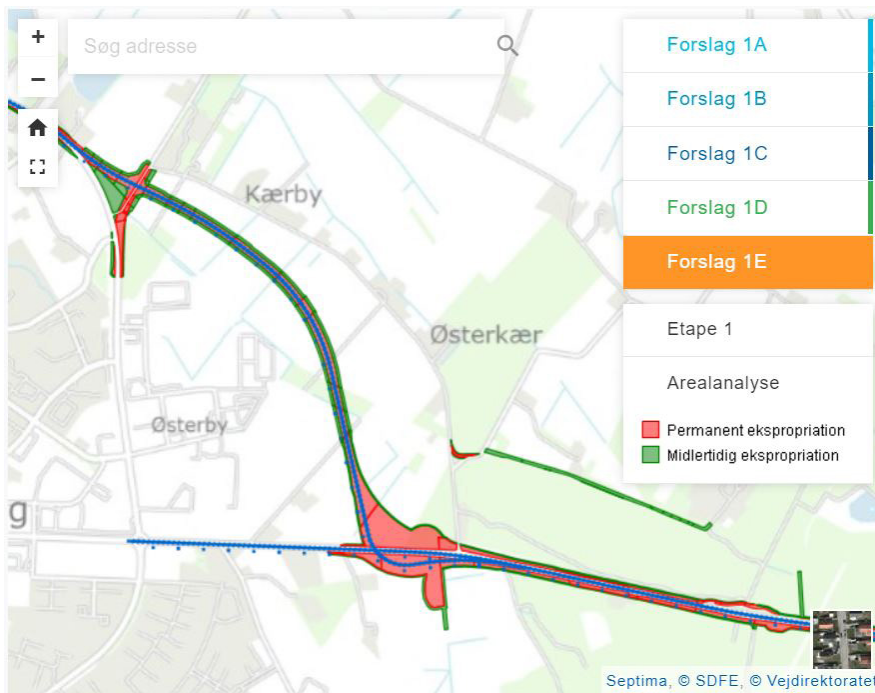 +
Søg adresse
−
Forslag 1A
Forslag 1B
Forslag 1C
Forslag 1D
Forslag 1E
Etape 1
Arealanalyse
Permanent ekspropriation
Midlertidig ekspropriation
Kærby
Østerkær
Østerby
g
Septima, © SDFE, © Vejdirektoratet